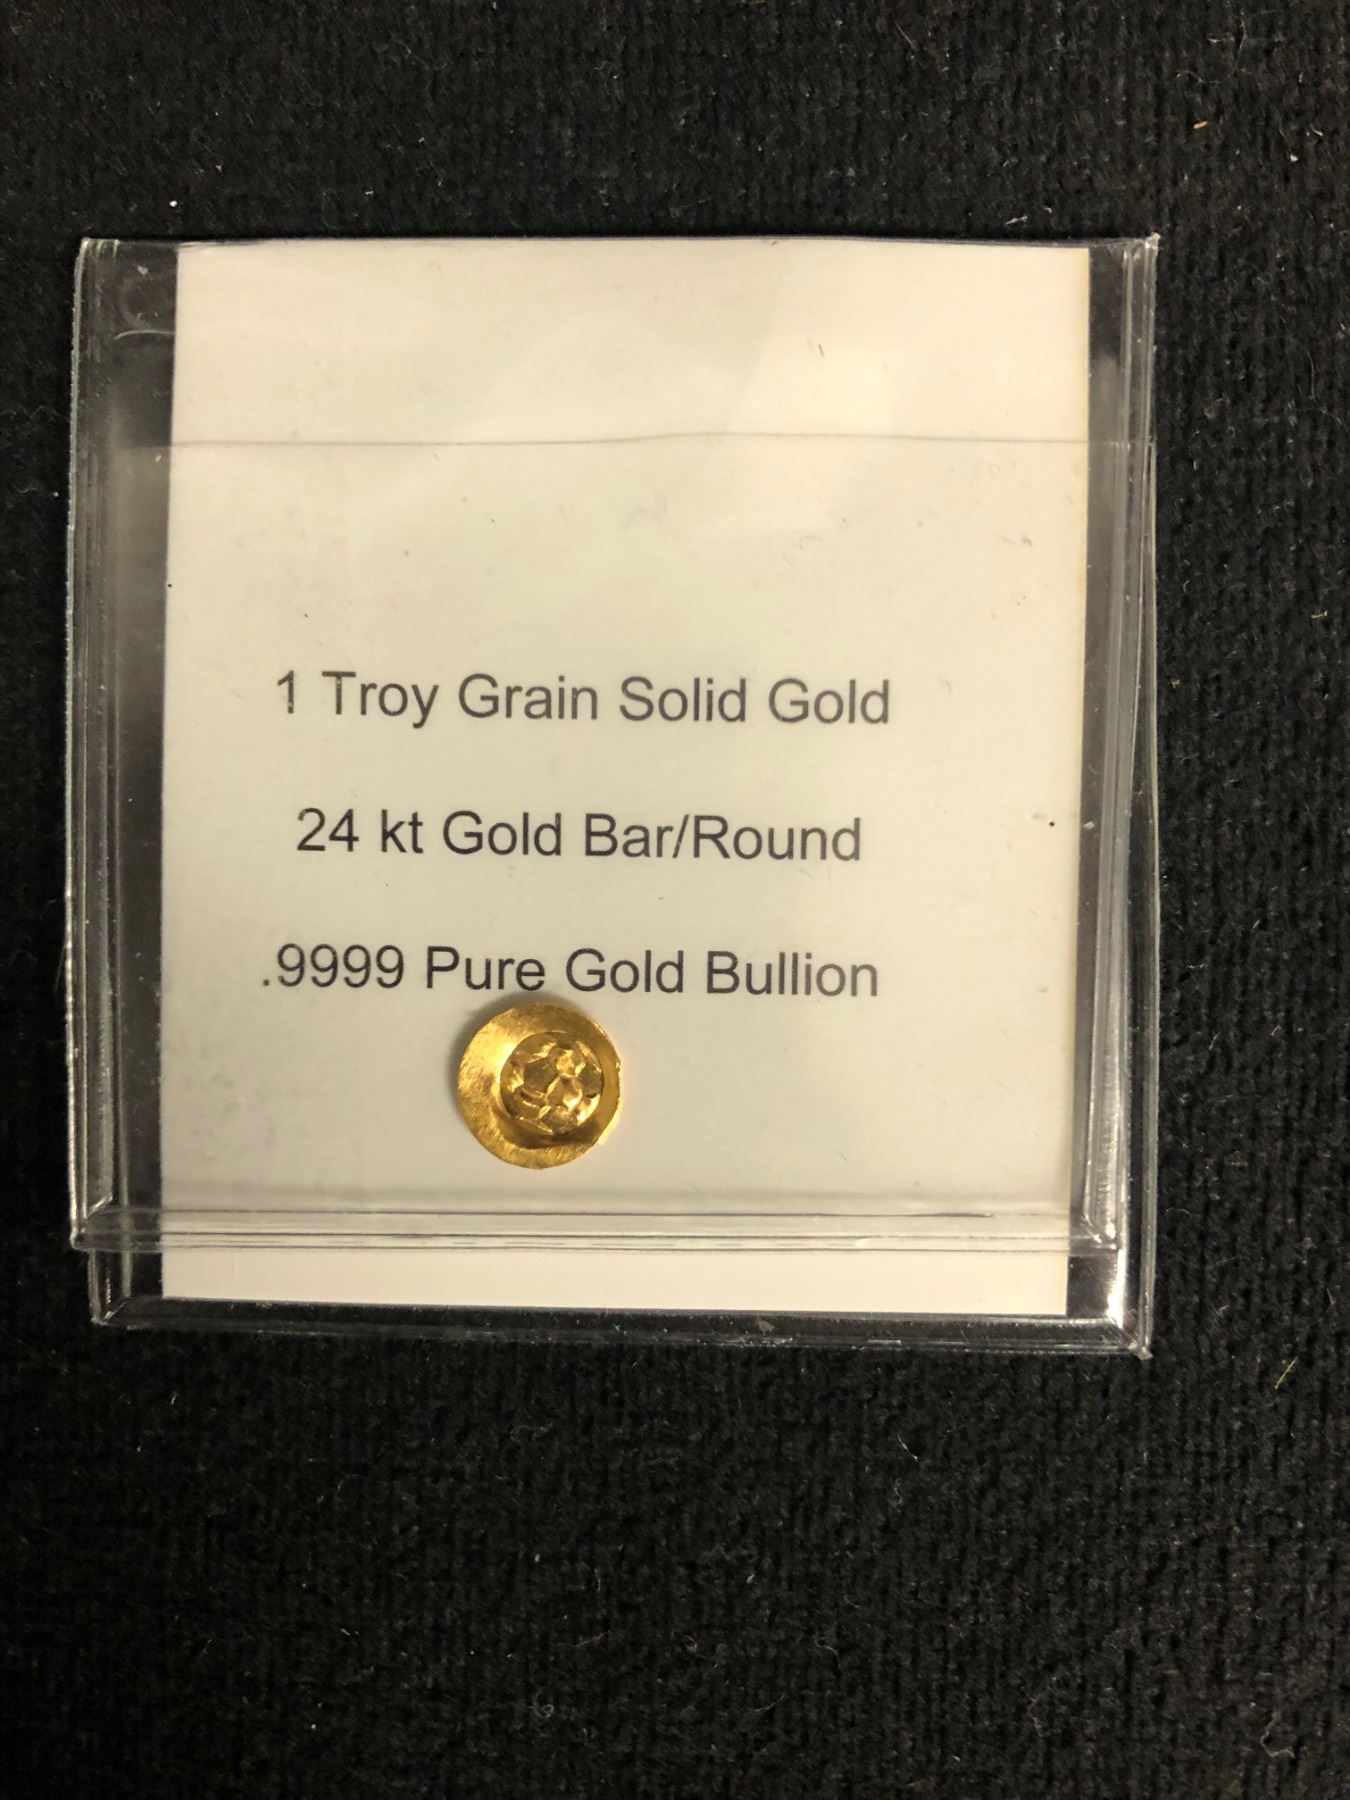 1 Troy Grain Solid Gold
24 kt Gold Bar/Round
.9999 Pure Gold Bullion